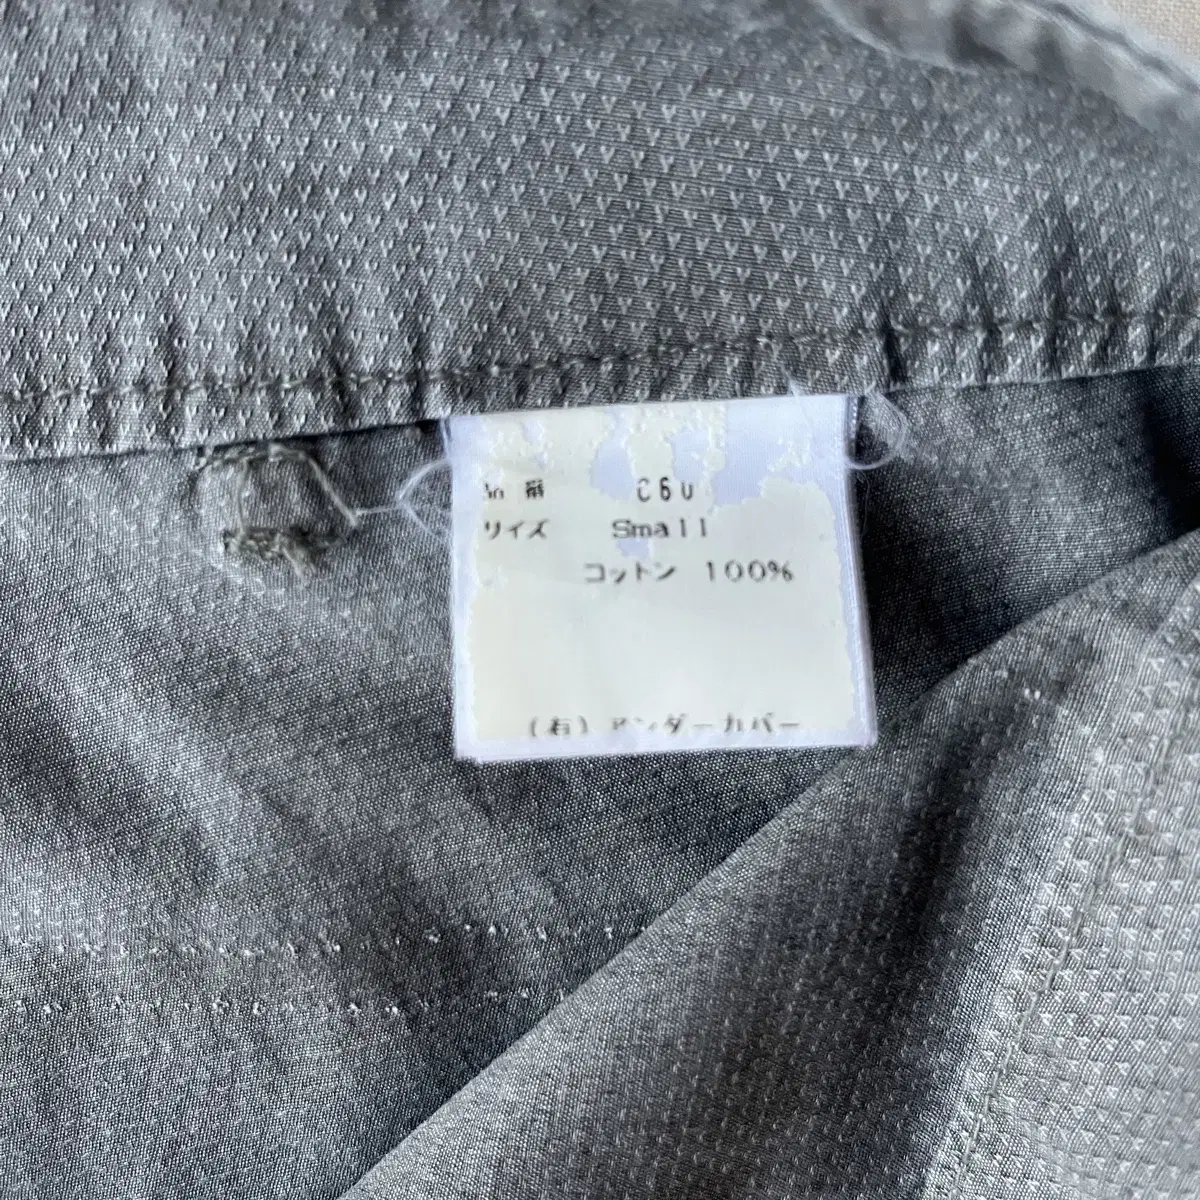 品番 C60
サイズ Small
コットン 100%
(有) アンダーカバー